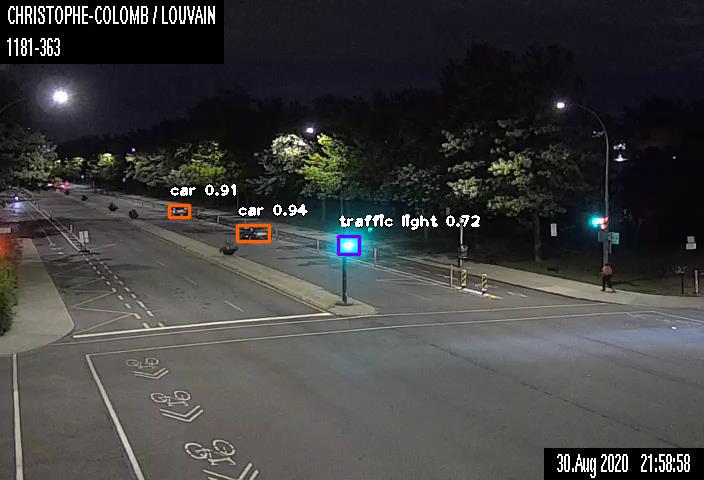 CHRISTOPHE-COLOMB / LOUVAIN
1181-363
car 0.91
car 0.94
traffic light 0.72
30.Aug 2020 21:58:58